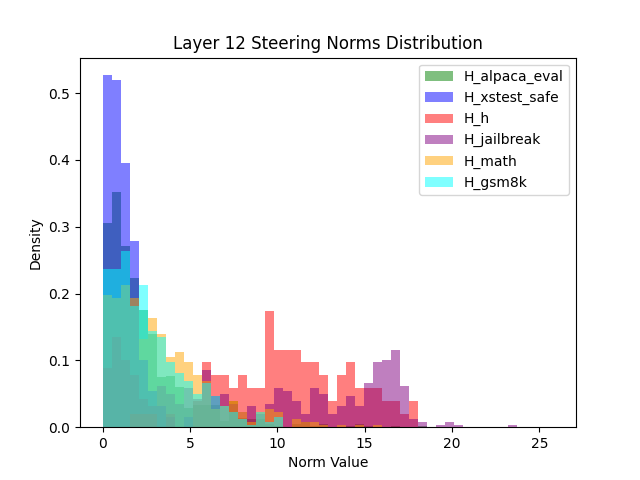 Layer 12 Steering Norms Distribution
H_alpaca_eval
H_xstest_safe
H_h
H_jailbreak
H_math
H_gsm8k
Density
0.5
0.4
0.3
0.2
0.1
0.0
0 5 10 15 20 25
Norm Value